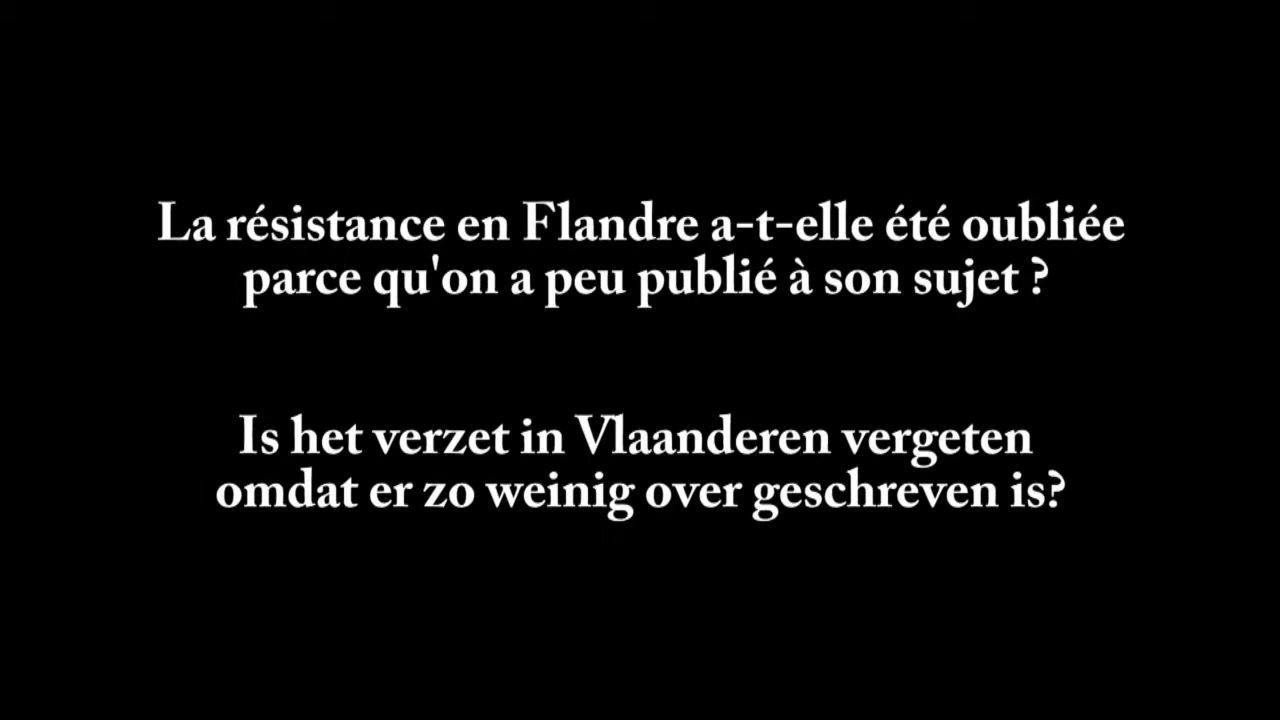 La résistance en Flandre a-t-elle été oubliée
parce qu'on a peu publié à son sujet ?
Is het verzet in Vlaanderen vergeten
omdat er zo weinig over geschreven is?